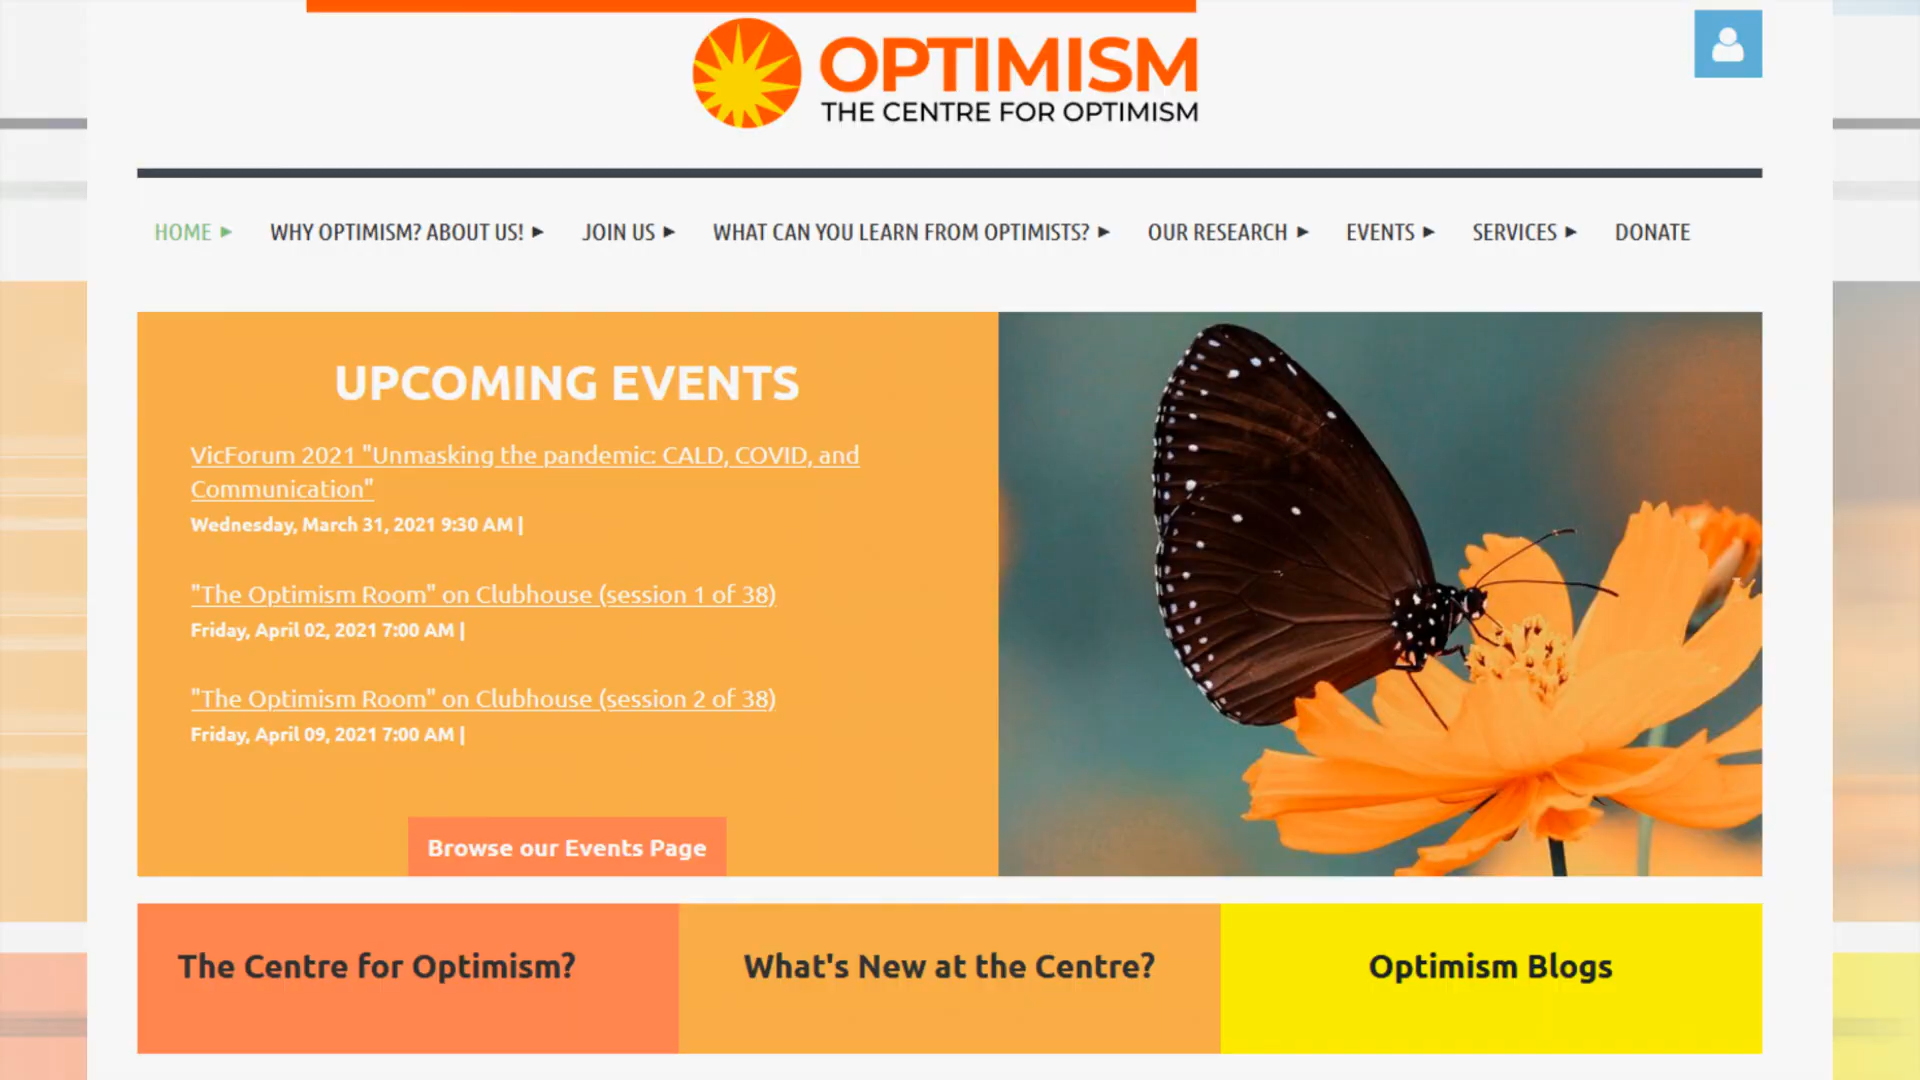 OPTIMISM
THE CENTRE FOR OPTIMISM
HOME ► WHY OPTIMISM? ABOUT US! ► JOIN US ► WHAT CAN YOU LEARN FROM OPTIMISTS? ► OUR RESEARCH ► EVENTS ► SERVICES ► DONATE
UPCOMING EVENTS
VicForum 2021 "Unmasking the pandemic: CALD, COVID, and
Communication"
Wednesday, March 31, 2021 9:30 AM |
"The Optimism Room" on Clubhouse (session 1 of 38)
Friday, April 02, 2021 7:00 AM |
"The Optimism Room" on Clubhouse (session 2 of 38)
Friday, April 09, 2021 7:00 AM |
Browse our Events Page
The Centre for Optimism? What's New at the Centre? Optimism Blogs